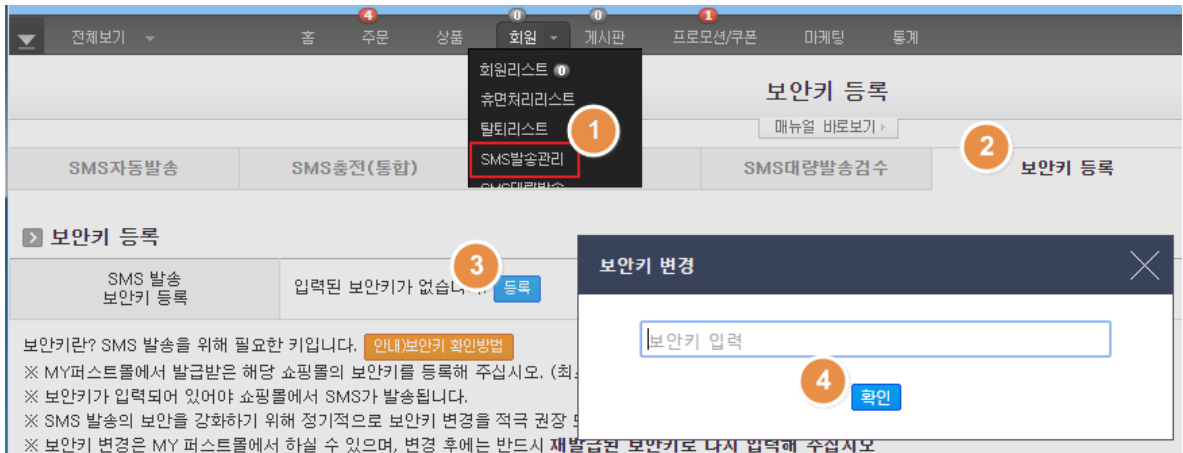 4 0 0 1
전체보기 홈 주문 상품 회원 게시판 프로모션/쿠폰 마케팅 통계
회원리스트 0
휴면처리리스트
탈퇴리스트
1
SMS발송관리
SMS대량발송
보안키 등록
매뉴얼 바로보기
2
SMS자동발송 SMS충전(통합) SMS대량발송검수 보안키 등록
보안키 등록
3
SMS 발송
보안키 등록
입력된 보안키가 없습니 등록
보안키 변경
보안키 입력
4
확인
보안키란? SMS 발송을 위해 필요한 키입니다. 안내)보안키 확인방법
※ MY퍼스트몰에서 발급받은 해당 쇼핑몰의 보안키를 등록해 주십시오. (최
※ 보안키가 입력되어 있어야 쇼핑몰에서 SMS가 발송됩니다.
※ SMS 발송의 보안을 강화하기 위해 정기적으로 보안키 변경을 적극 권장
※ 보안키 변경은 MY 퍼스트몰에서 하실 수 있으며, 변경 후에는 반드시 재발급된 보안키로 다시 입력해 주십시오